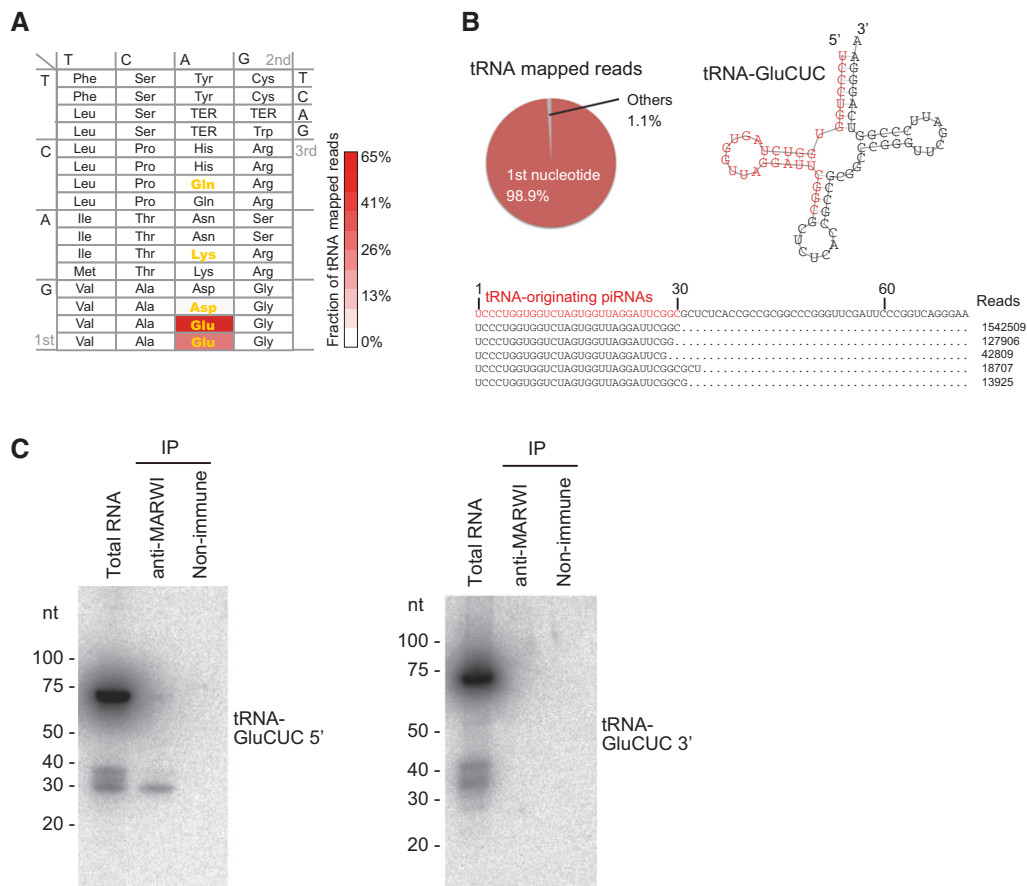 A
T C A G 2nd
T Phe Ser Tyr Cys T
Phe Ser Tyr Cys C
Leu Ser TER TER A
Leu Ser TER Trp G
C Leu Pro His Arg 3rd
Leu Pro His Arg
Leu Pro Gln Arg
Leu Pro Gln Arg
A Ile Thr Asn Ser
Ile Thr Asn Ser
Ile Thr Lys Arg
Met Thr Lys Arg
G Val Ala Asp Gly
Val Ala Asp Gly
Val Ala Glu Gly
1st Val Ala Glu Gly
Fraction of tRNA mapped reads
65%
41%
26%
13%
0%
B
tRNA mapped reads
Others
1.1%
1st nucleotide
98.9%
tRNA-GluCUC
5’
3’
1 30 60
tRNA-originating piRNAs
Reads
UCCCUGGUGGUCUAGUGGUUAGGAUUCGGCGCUCUCACCGCCGCGGCCCGGGUUCGAUUCCCGGUCAGGGAA
UCCCUGGUGGUCUAGUGGUUAGGAUUCGGC.......................................... 1542509
UCCCUGGUGGUCUAGUGGUUAGGAUUCGG........................................... 127906
UCCCUGGUGGUCUAGUGGUUAGGAUUCG............................................ 42809
UCCCUGGUGGUCUAGUGGUUAGGAUUCGGCGCU....................................... 18707
UCCCUGGUGGUCUAGUGGUUAGGAUUCGGCG......................................... 13925
C
IP
Total RNA
anti-MARWI
Non-immune
nt
100 -
75 -
50 -
40 -
30 -
20 -
tRNA-
GluCUC 5’
IP
Total RNA
anti-MARWI
Non-immune
nt
100 -
75 -
50 -
40 -
30 -
20 -
tRNA-
GluCUC 3’